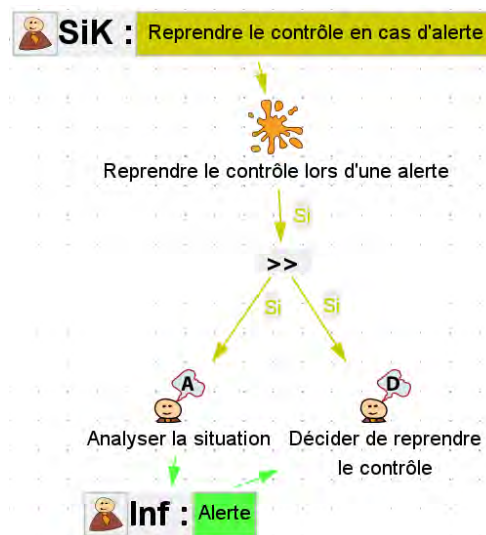 SiK : Reprendre le contrôle en cas d'alerte
Reprendre le contrôle lors d'une alerte
Si
>>
Si Si
A D
Analyser la situation Décider de reprendre
le contrôle
Inf : Alerte